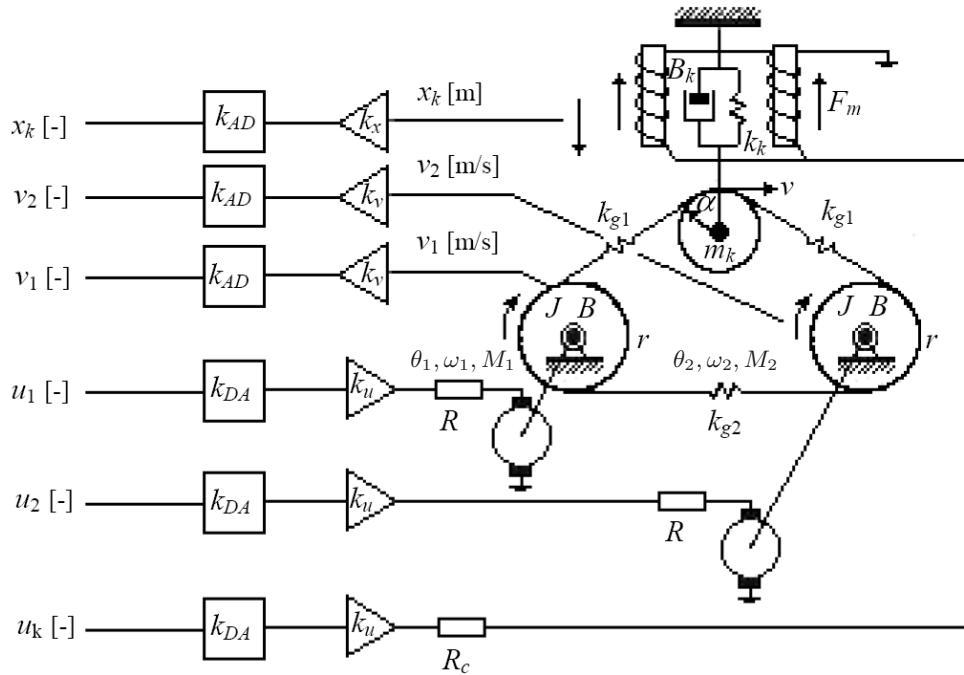 B_k
F_m
x_k [m]
x_k [-]
k_AD
k_x
k_k
v_2 [m/s]
v
v_2 [-]
k_AD
k_v
k_g1
α
k_g1
m_k
v_1 [m/s]
v_1 [-]
k_AD
k_v
J B
J B
r
r
θ_1, ω_1, M_1
θ_2, ω_2, M_2
u_1 [-]
k_DA
k_u
R
k_g2
u_2 [-]
k_DA
k_u
R
u_k [-]
k_DA
k_u
R_c